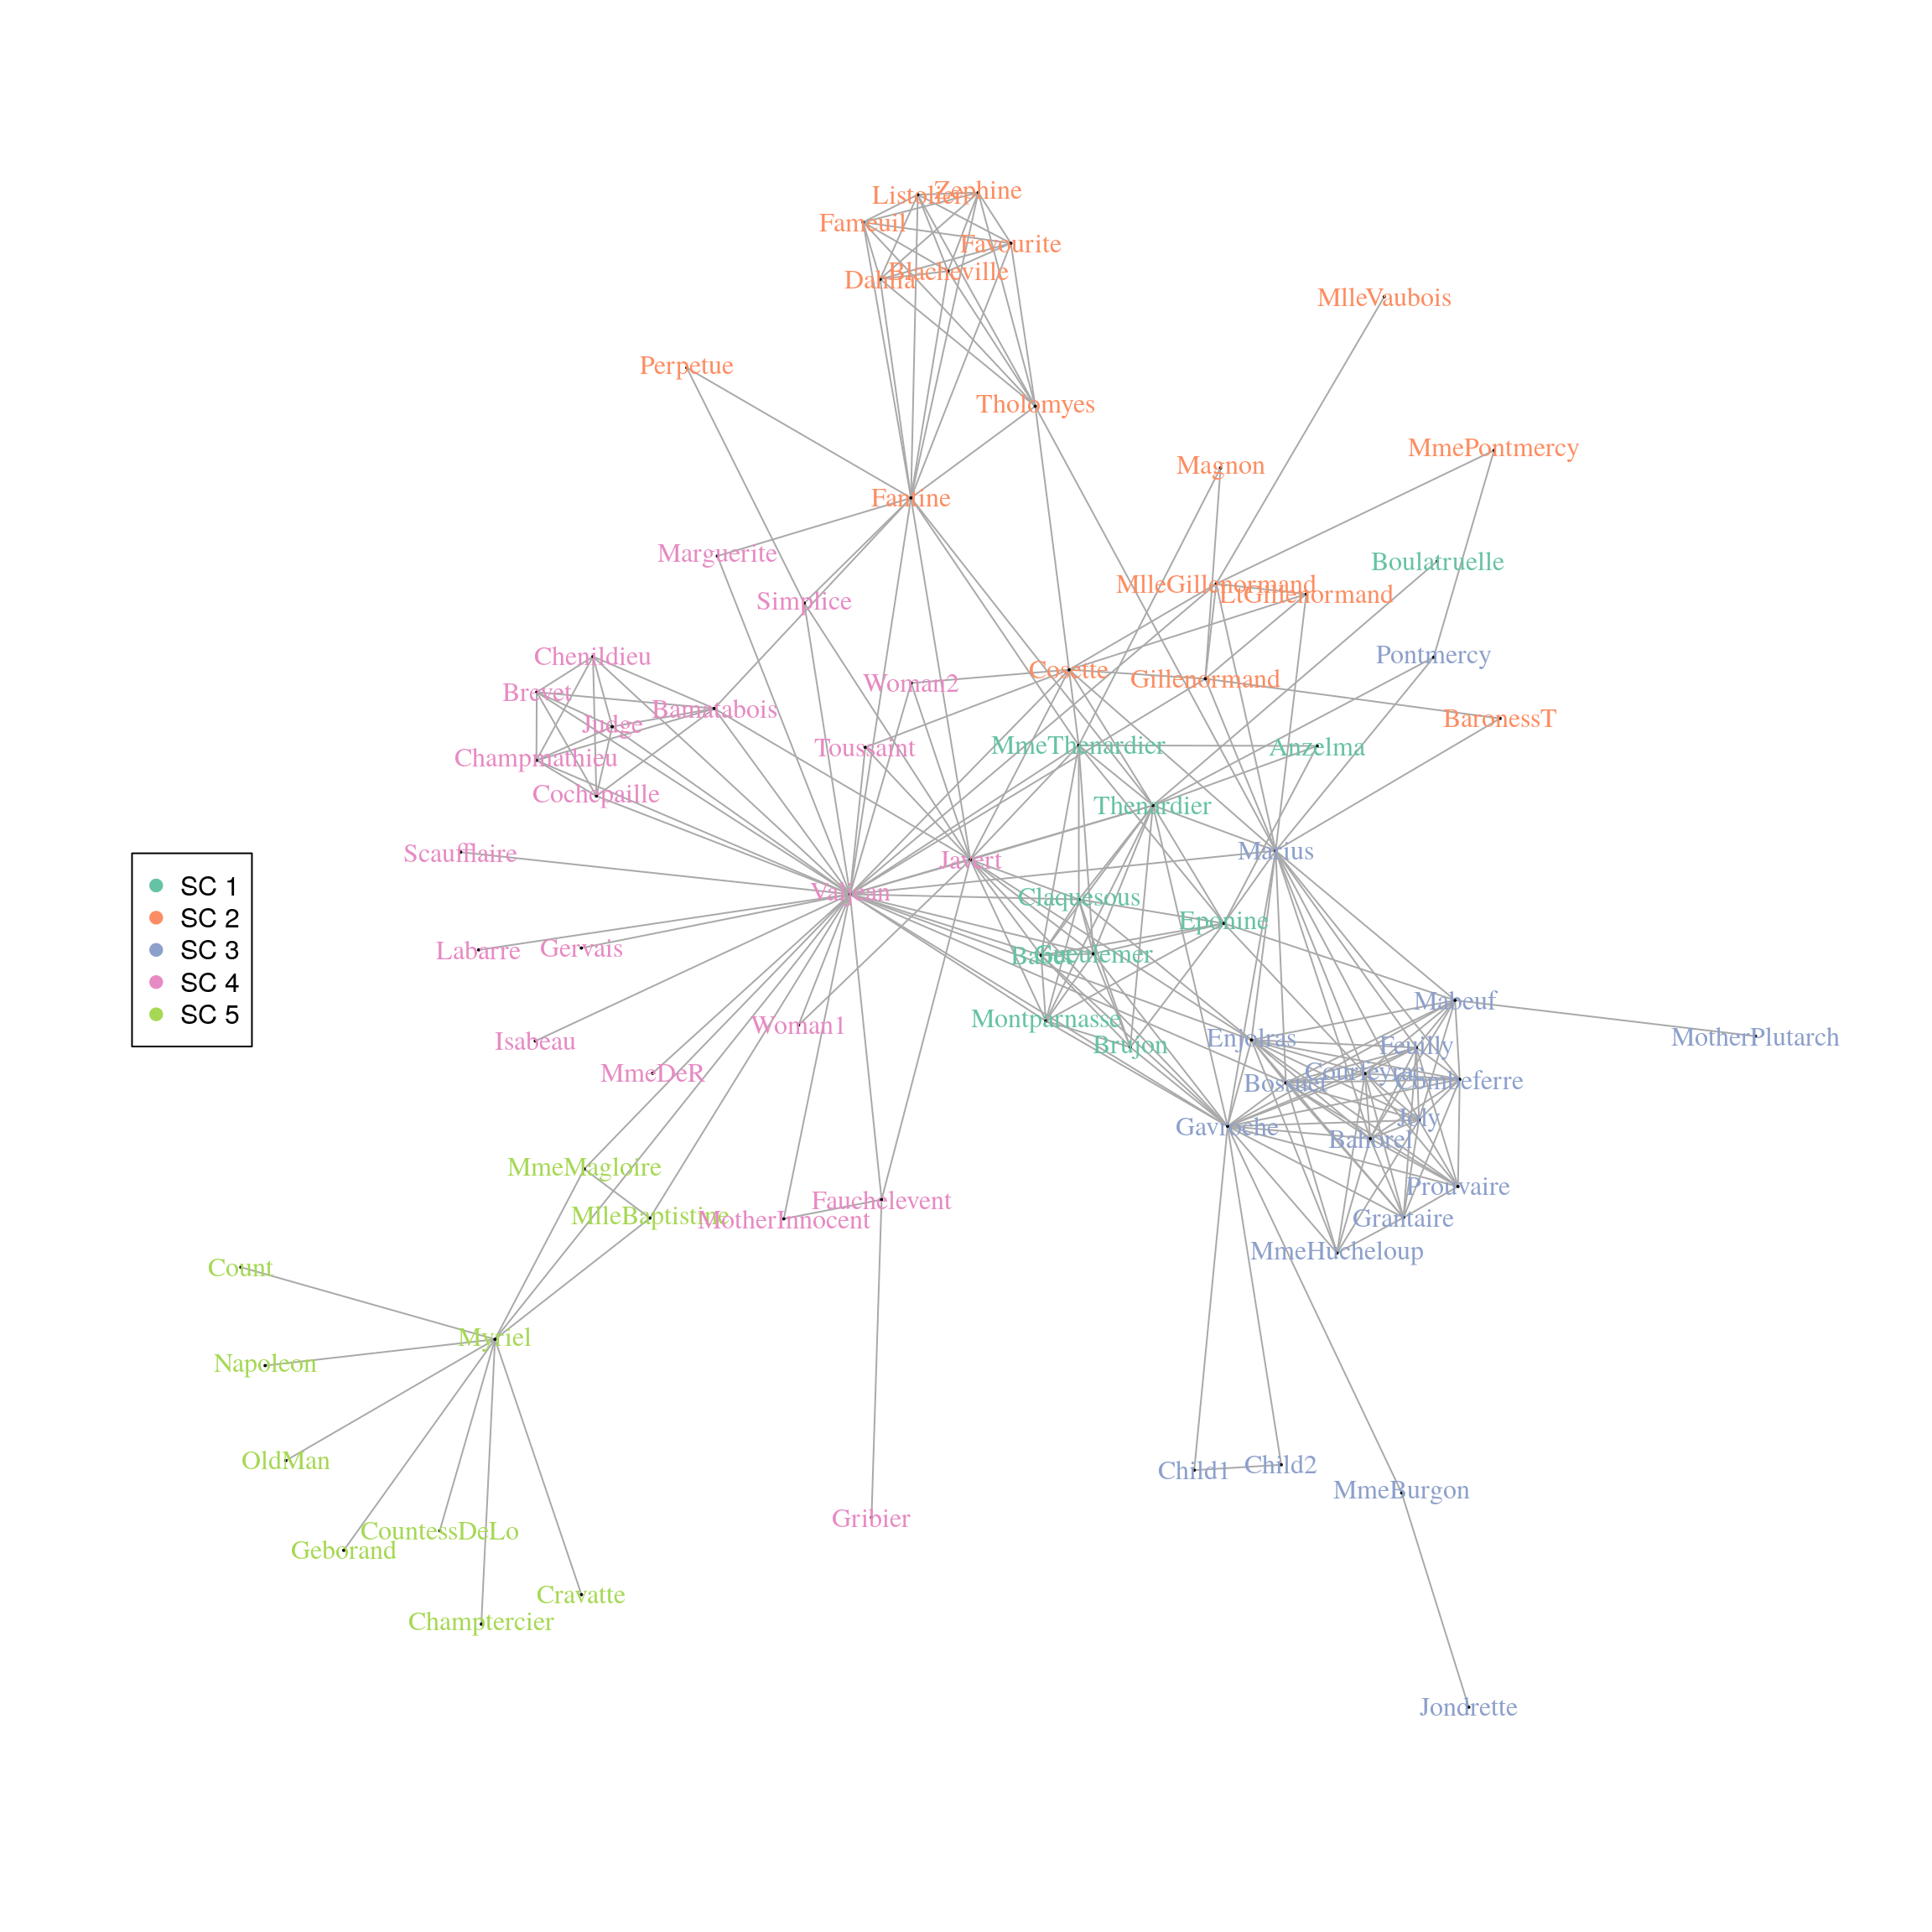 Zephine
Listolier
Fameuil
Favourite
Blacheville
Dahlia
MlleVaubois
Perpetue
Tholomyes
MmePontmercy
Magnon
Fantine
Marguerite
Boulatruelle
MlleGillenormand
LtGillenormand
Simplice
Chenildieu
Pontmercy
Cosette
Gillenormand
Woman2
Brevet
Bamatabois
BaronessT
Judge
Toussaint
MmeThenardier
Anzelma
Champmathieu
Cochepaille
Thenardier
Scaufflaire
Marius
Javert
Valjean
SC 1
SC 2
SC 3
SC 4
SC 5
Claquesous
Eponine
Labarre
Gervais
Babet
Gueulemer
Mabeuf
Montparnasse
Woman1
MotherPlutarch
Isabeau
Enjolras
Brujon
Feuilly
MmeDeR
Courfeyrac
Combeferre
Bossuet
Joly
Gavroche
Bahorel
MmeMagloire
Prouvaire
Fauchelevent
MlleBaptistine
MotherInnocent
Grantaire
MmeHucheloup
Count
Myriel
Napoleon
OldMan
Child1
Child2
MmeBurgon
Gribier
CountessDeLo
Geborand
Cravatte
Champtercier
Jondrette